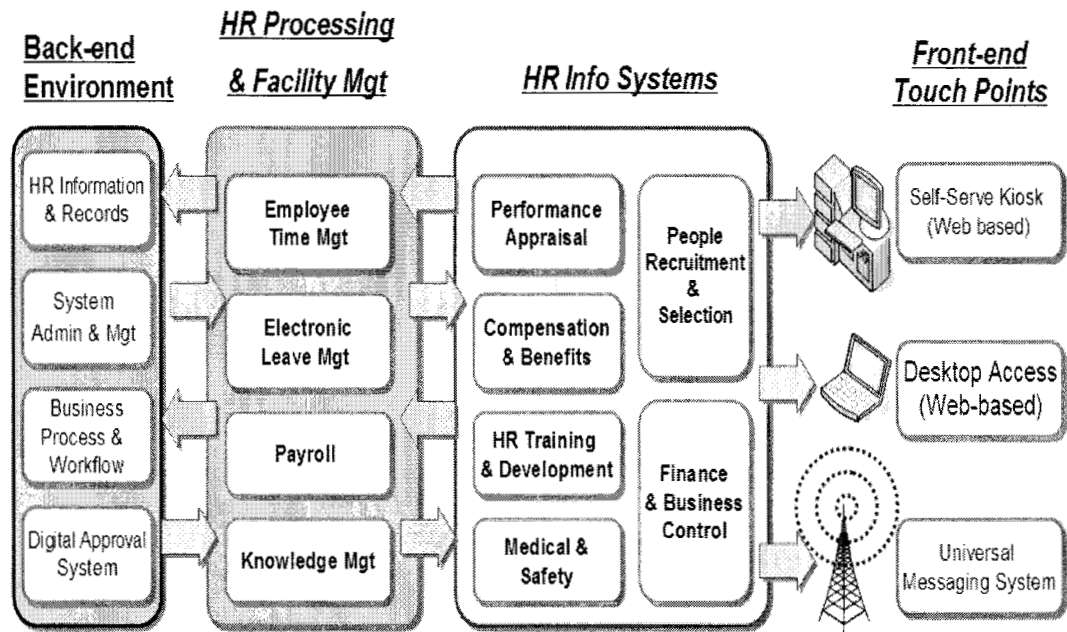 Back-end
Environment
HR Processing
& Facility Mgt
HR Info Systems
Front-end
Touch Points
HR Information
& Records
System
Admin & Mgt
Business
Process &
Workflow
Digital Approval
System
Employee
Time Mgt
Electronic
Leave Mgt
Payroll
Knowledge Mgt
Performance
Appraisal
Compensation
& Benefits
HR Training
& Development
Medical &
Safety
People
Recruitment
&
Selection
Finance
& Business
Control
Self-Serve Kiosk
(Web based)
Desktop Access
(Web-based)
Universal
Messaging System